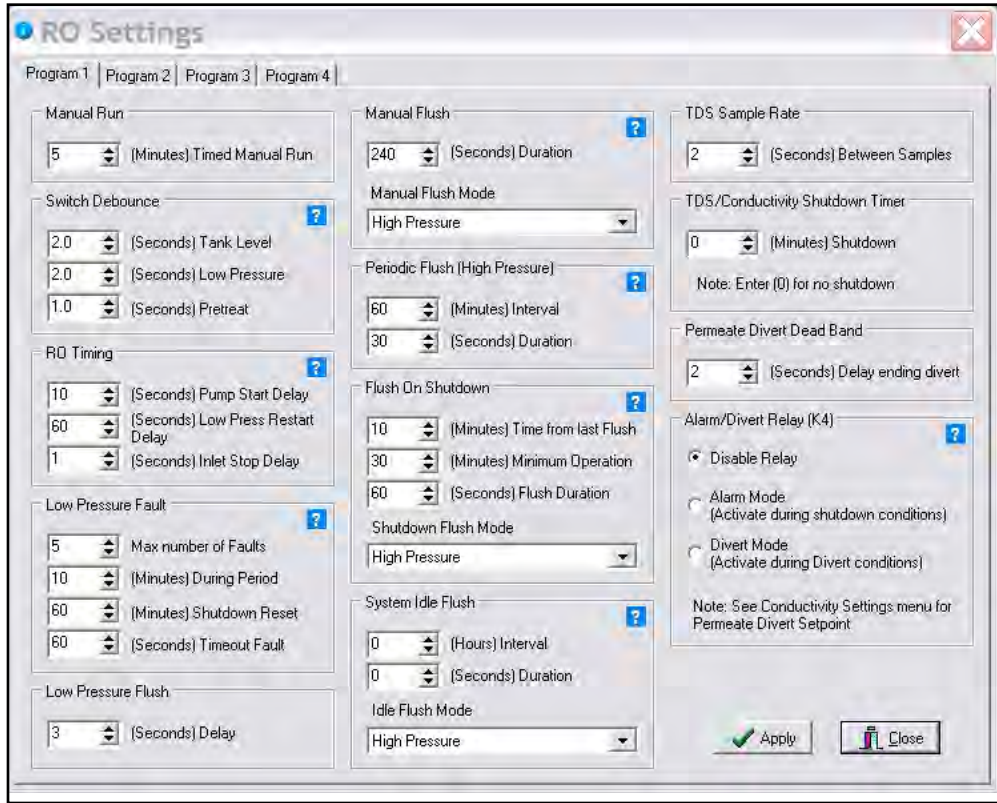 RO Settings
Program 1
Program 2
Program 3
Program 4
Manual Run
5
(Minutes) Timed Manual Run
Switch Debounce
?
2.0
(Seconds) Tank Level
2.0
(Seconds) Low Pressure
1.0
(Seconds) Pretreat
RO Timing
?
10
(Seconds) Pump Start Delay
60
(Seconds) Low Press Restart
Delay
1
(Seconds) Inlet Stop Delay
Low Pressure Fault
?
5
Max number of Faults
10
(Minutes) During Period
60
(Minutes) Shutdown Reset
60
(Seconds) Timeout Fault
Low Pressure Flush
3
(Seconds) Delay
Manual Flush
?
240
(Seconds) Duration
Manual Flush Mode
High Pressure
Periodic Flush (High Pressure)
?
60
(Minutes) Interval
30
(Seconds) Duration
Flush On Shutdown
?
10
(Minutes) Time from last Flush
30
(Minutes) Minimum Operation
60
(Seconds) Flush Duration
Shutdown Flush Mode
High Pressure
System Idle Flush
?
0
(Hours) Interval
0
(Seconds) Duration
Idle Flush Mode
High Pressure
TDS Sample Rate
2
(Seconds) Between Samples
TDS/Conductivity Shutdown Timer
0
(Minutes) Shutdown
Note: Enter (0) for no shutdown
Permeate Divert Dead Band
2
(Seconds) Delay ending divert
Alarm/Divert Relay (K4)
?
Disable Relay
Alarm Mode
(Activate during shutdown conditions)
Divert Mode
(Activate during Divert conditions)
Note: See Conductivity Settings menu for
Permeate Divert Setpoint
Apply
Close